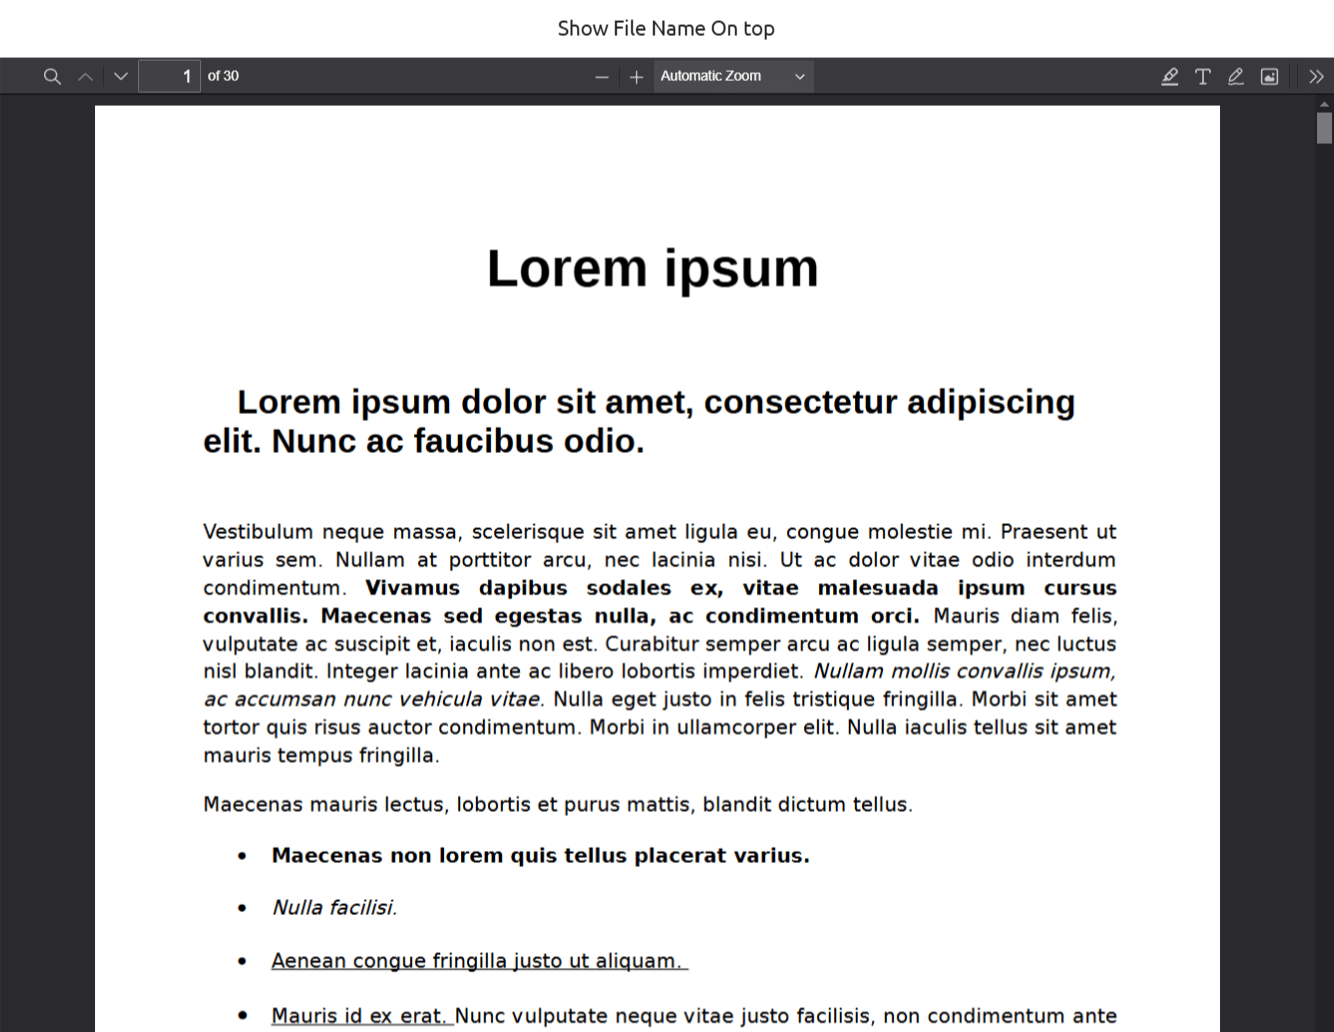 Show File Name On top
1 of 30 Automatic Zoom
Lorem ipsum
Lorem ipsum dolor sit amet, consectetur adipiscing
elit. Nunc ac faucibus odio.
Vestibulum neque massa, scelerisque sit amet ligula eu, congue molestie mi. Praesent ut
varius sem. Nullam at porttitor arcu, nec lacinia nisi. Ut ac dolor vitae odio interdum
condimentum. Vivamus dapibus sodales ex, vitae malesuada ipsum cursus
convallis. Maecenas sed egestas nulla, ac condimentum orci. Mauris diam felis,
vulputate ac suscipit et, iaculis non est. Curabitur semper arcu ac ligula semper, nec luctus
nisl blandit. Integer lacinia ante ac libero lobortis imperdiet. Nullam mollis convallis ipsum,
ac accumsan nunc vehicula vitae. Nulla eget justo in felis tristique fringilla. Morbi sit amet
tortor quis risus auctor condimentum. Morbi in ullamcorper elit. Nulla iaculis tellus sit amet
mauris tempus fringilla.
Maecenas mauris lectus, lobortis et purus mattis, blandit dictum tellus.
• Maecenas non lorem quis tellus placerat varius.
• Nulla facilisi.
• Aenean congue fringilla justo ut aliquam.
• Mauris id ex erat. Nunc vulputate neque vitae justo facilisis, non condimentum ante